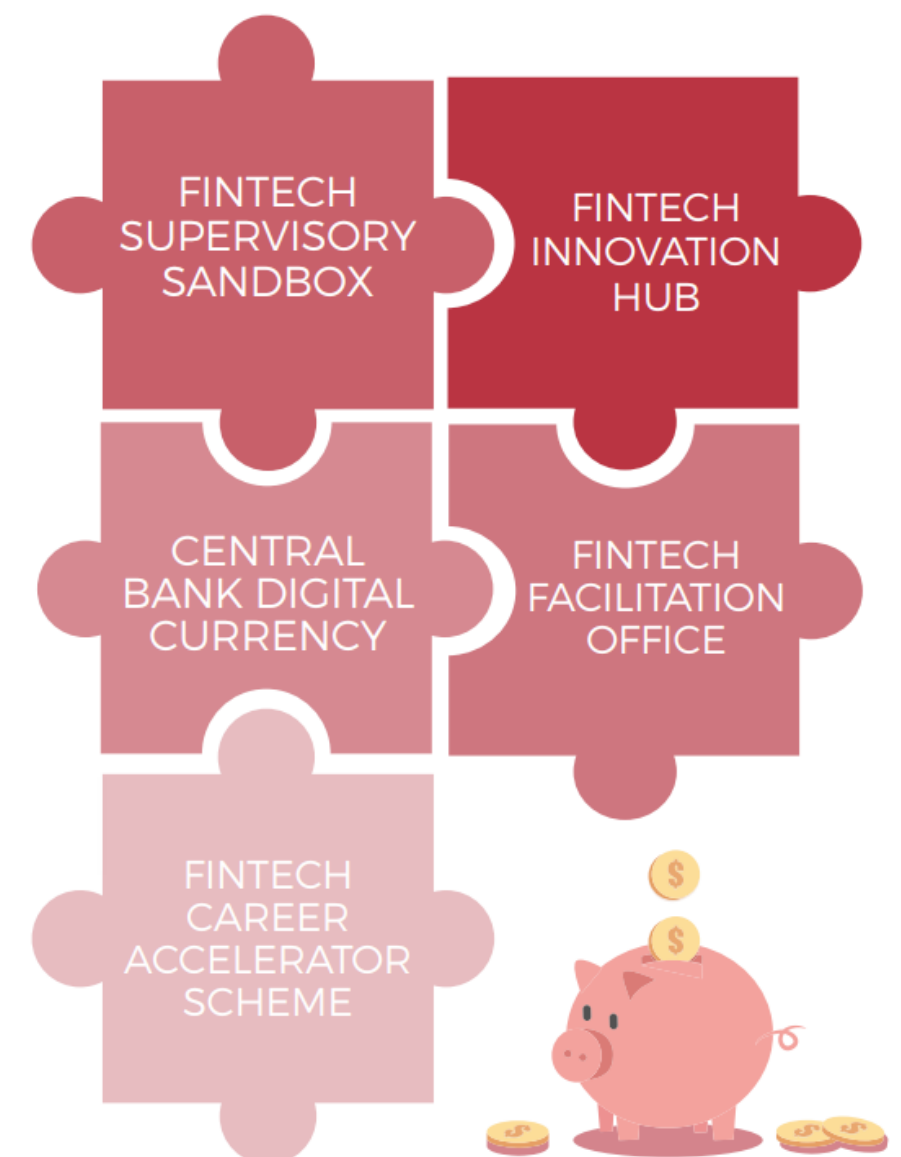 FINTECH
SUPERVISORY
SANDBOX
FINTECH
INNOVATION
HUB
CENTRAL
BANK DIGITAL
CURRENCY
FINTECH
FACILITATION
OFFICE
FINTECH
CAREER
ACCELERATOR
SCHEME
$
$
$
$
$